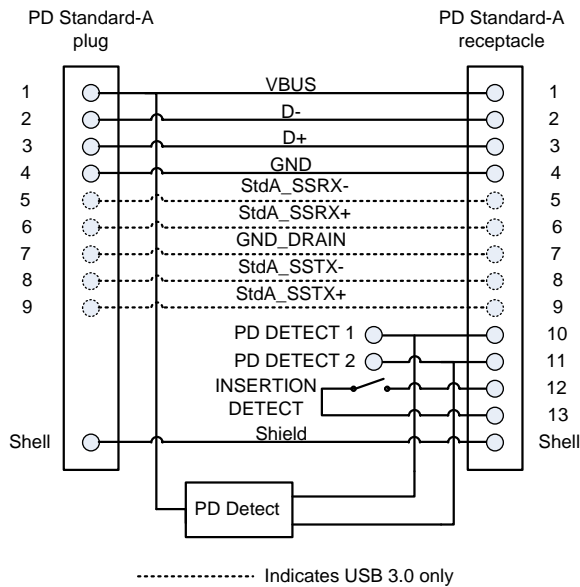 PD Standard-A
plug
PD Standard-A
receptacle
1 VBUS 1
2 D- 2
3 D+ 3
4 GND 4
5 StdA_SSRX- 5
6 StdA_SSRX+ 6
7 GND_DRAIN 7
8 StdA_SSTX- 8
9 StdA_SSTX+ 9
PD DETECT 1 10
PD DETECT 2 11
INSERTION 12
DETECT 13
Shell Shield Shell
PD Detect
Indicates USB 3.0 only